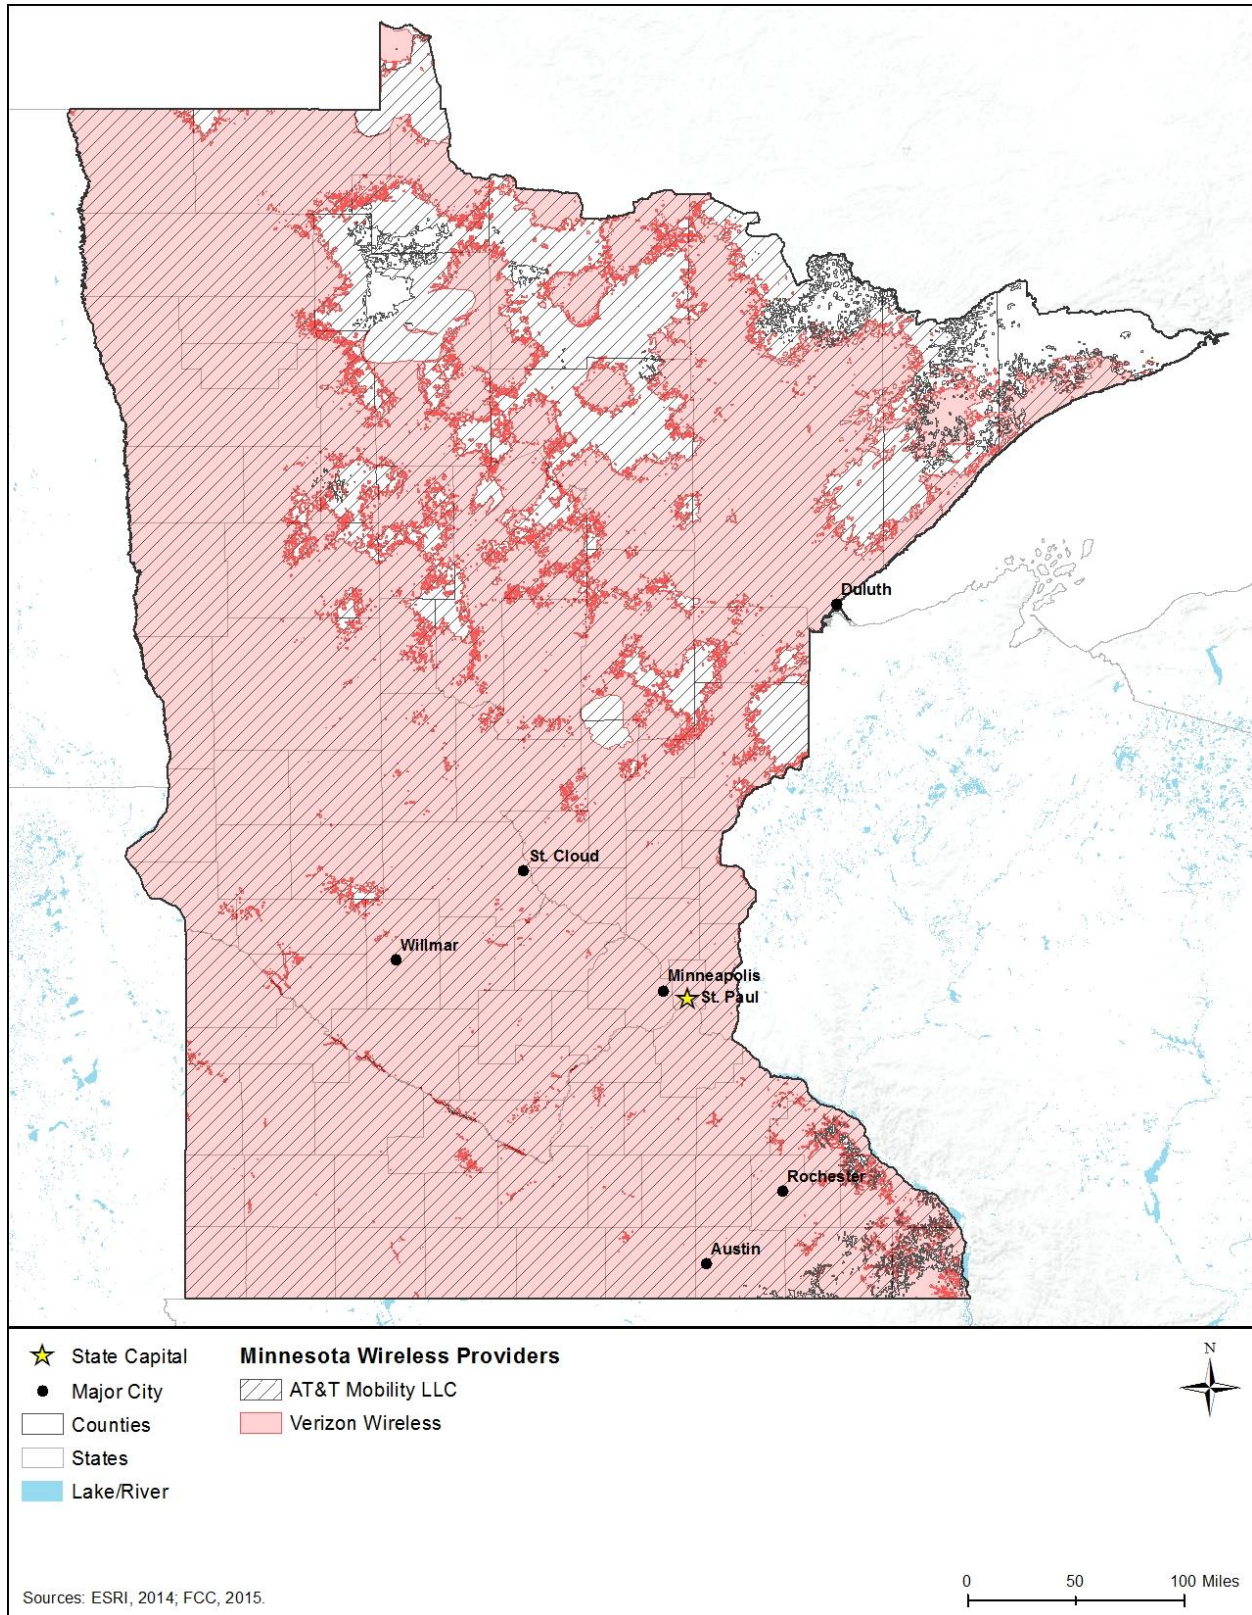 Duluth
St. Cloud
Willmar
Minneapolis
St. Paul
Rochester
Austin
State Capital
Major City
Counties
States
Lake/River
Minnesota Wireless Providers
AT&T Mobility LLC
Verizon Wireless
N
0 50 100 Miles
Sources: ESRI, 2014; FCC, 2015.